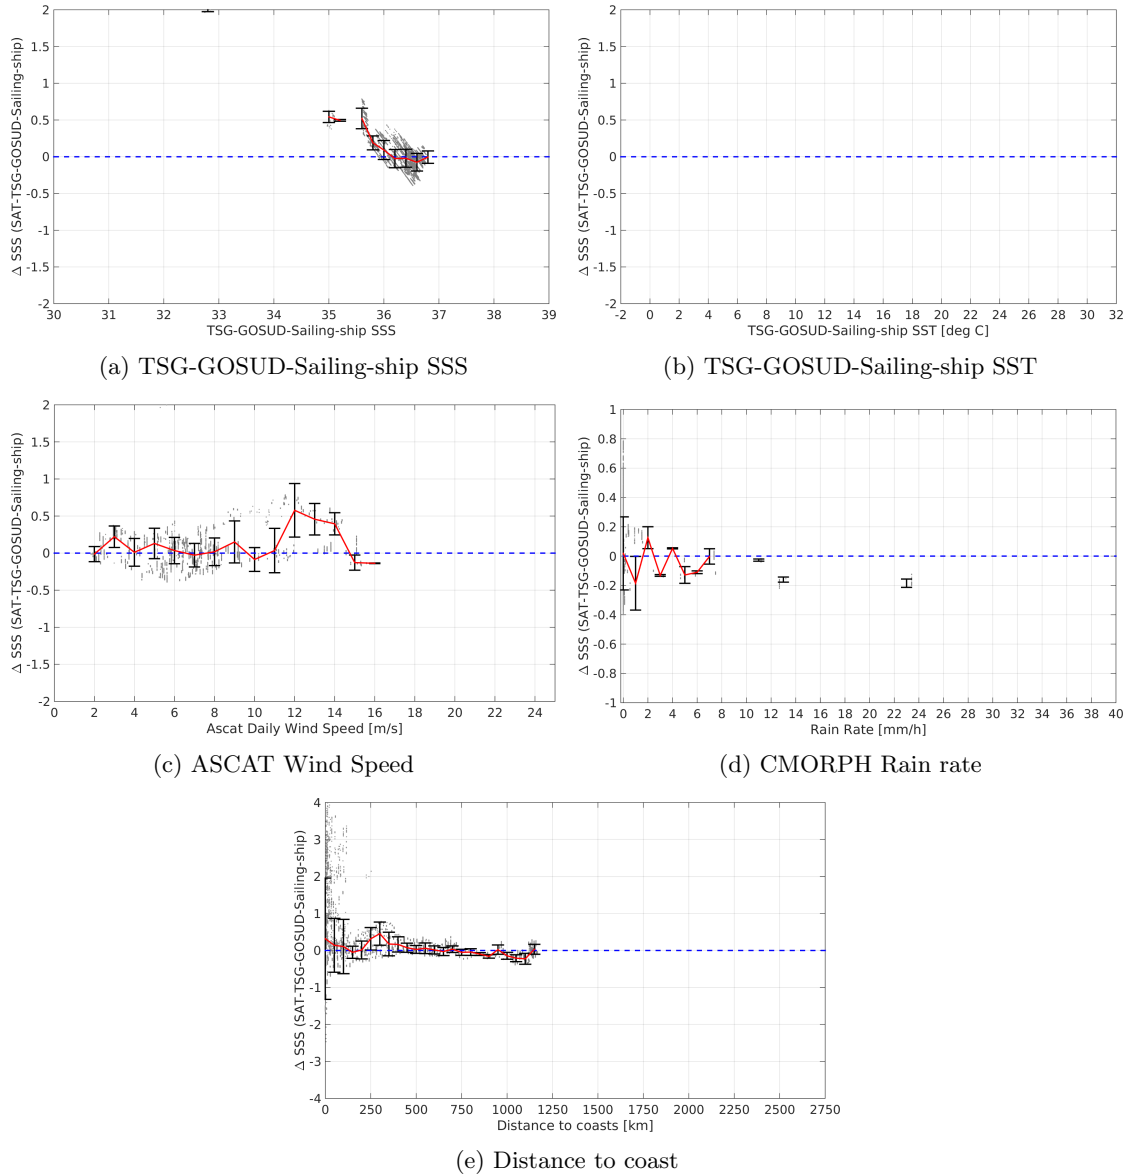 2
1.5
1
0.5
0
-0.5
-1
-1.5
-2
30 31 32 33 34 35 36 37 38 39
Δ SSS (SAT-TSG-GOSUD-Sailing-ship)
TSG-GOSUD-Sailing-ship SSS
(a) TSG-GOSUD-Sailing-ship SSS
2
1.5
1
0.5
0
-0.5
-1
-1.5
-2
-2 0 2 4 6 8 10 12 14 16 18 20 22 24 26 28 30 32
Δ SSS (SAT-TSG-GOSUD-Sailing-ship)
TSG-GOSUD-Sailing-ship SST [deg C]
(b) TSG-GOSUD-Sailing-ship SST
2
1.5
1
0.5
0
-0.5
-1
-1.5
-2
0 2 4 6 8 10 12 14 16 18 20 22 24
Δ SSS (SAT-TSG-GOSUD-Sailing-ship)
Ascat Daily Wind Speed [m/s]
(c) ASCAT Wind Speed
1
0.8
0.6
0.4
0.2
0
-0.2
-0.4
-0.6
-0.8
-1
0 2 4 6 8 10 12 14 16 18 20 22 24 26 28 30 32 34 36 38 40
Δ SSS (SAT-TSG-GOSUD-Sailing-ship)
Rain Rate [mm/h]
(d) CMORPH Rain rate
4
3
2
1
0
-1
-2
-3
-4
0 250 500 750 1000 1250 1500 1750 2000 2250 2500 2750
Δ SSS (SAT-TSG-GOSUD-Sailing-ship)
Distance to coasts [km]
(e) Distance to coast